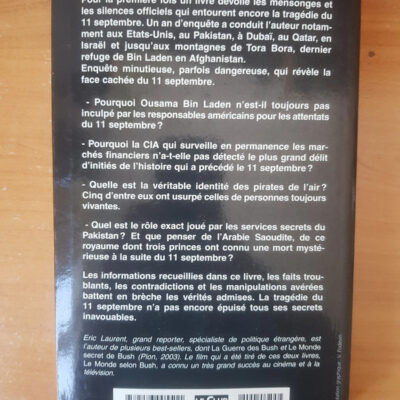 Pour la première fois un livre dévoile les mensonges et
les silences officiels qui entourent encore la tragédie du
11 septembre. Un an d'enquête a conduit l'auteur notam-
ment aux Etats-Unis, au Pakistan, à Dubaï, au Qatar, en
Israël et jusqu'aux montagnes de Tora Bora, dernier
refuge de Bin Laden en Afghanistan.
Enquête minutieuse, parfois dangereuse, qui révèle la
face cachée du 11 septembre.
- Pourquoi Ousama Bin Laden n'est-il toujours pas
inculpé par les responsables américains pour les attentats
du 11 septembre ?
- Pourquoi la CIA qui surveille en permanence les mar-
chés financiers n'a-t-elle pas détecté le plus grand délit
d'initiés de l'histoire qui a précédé le 11 septembre ?
- Quelle est la véritable identité des pirates de l'air ?
Cinq d'entre eux ont usurpé celles de personnes toujours
vivantes.
- Quel est le rôle exact joué par les services secrets du
Pakistan ? Et que penser de l'Arabie Saoudite, de ce
royaume dont trois princes ont connu une mort mysté-
rieuse à la suite du 11 septembre ?
Les informations recueillies dans ce livre, les faits trou-
blants, les contradictions et les manipulations avérées
battent en brèche les vérités admises. La tragédie du
11 septembre n'a pas encore épuisé tous ses secrets
inavouables.
Eric Laurent, grand reporter, spécialiste de politique étrangère, est
l'auteur de plusieurs best-sellers, dont La Guerre des Bush et Le Monde
secret de Bush (Plon, 2003). Le film qui a été tiré de ces deux livres,
Le Monde selon Bush, a connu un très grand succès au cinéma et à la
télévision.
LE CLUB